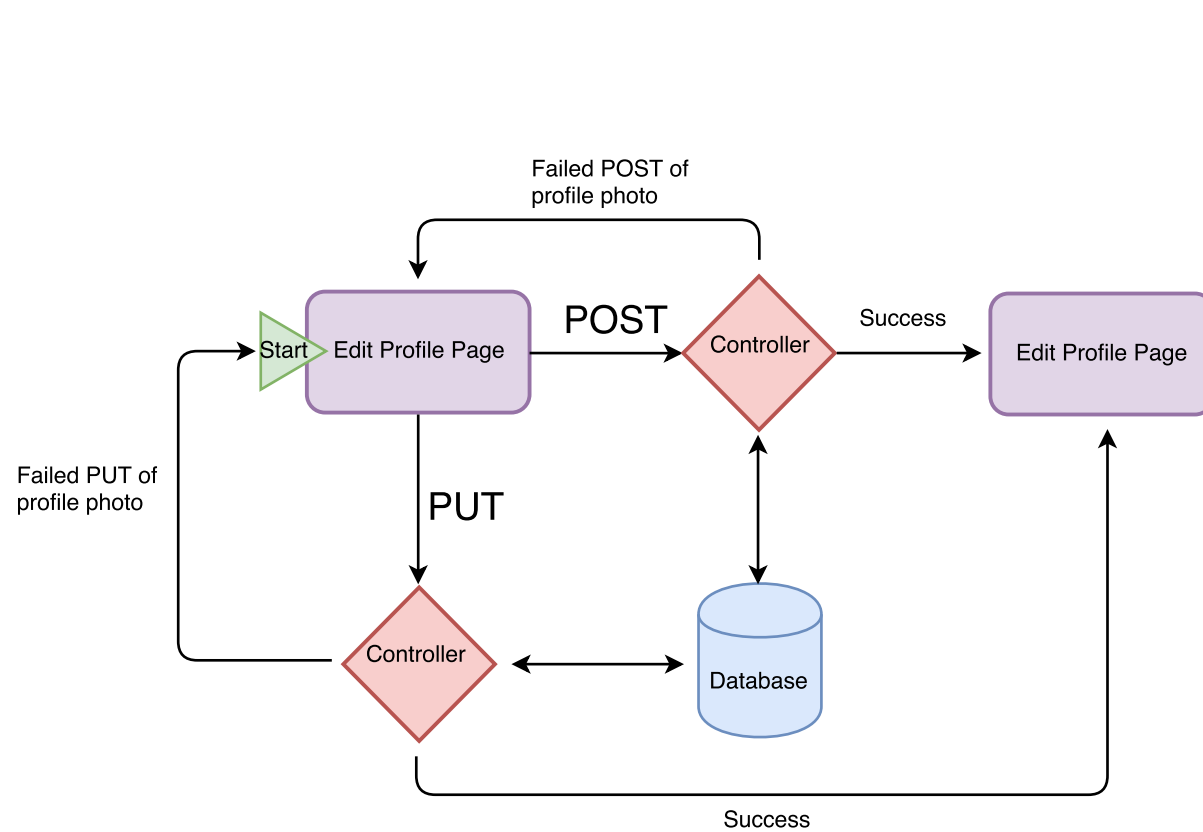 Failed POST of
profile photo
POST
Success
Start
Edit Profile Page
Controller
Edit Profile Page
Failed PUT of
profile photo
PUT
Controller
Database
Success